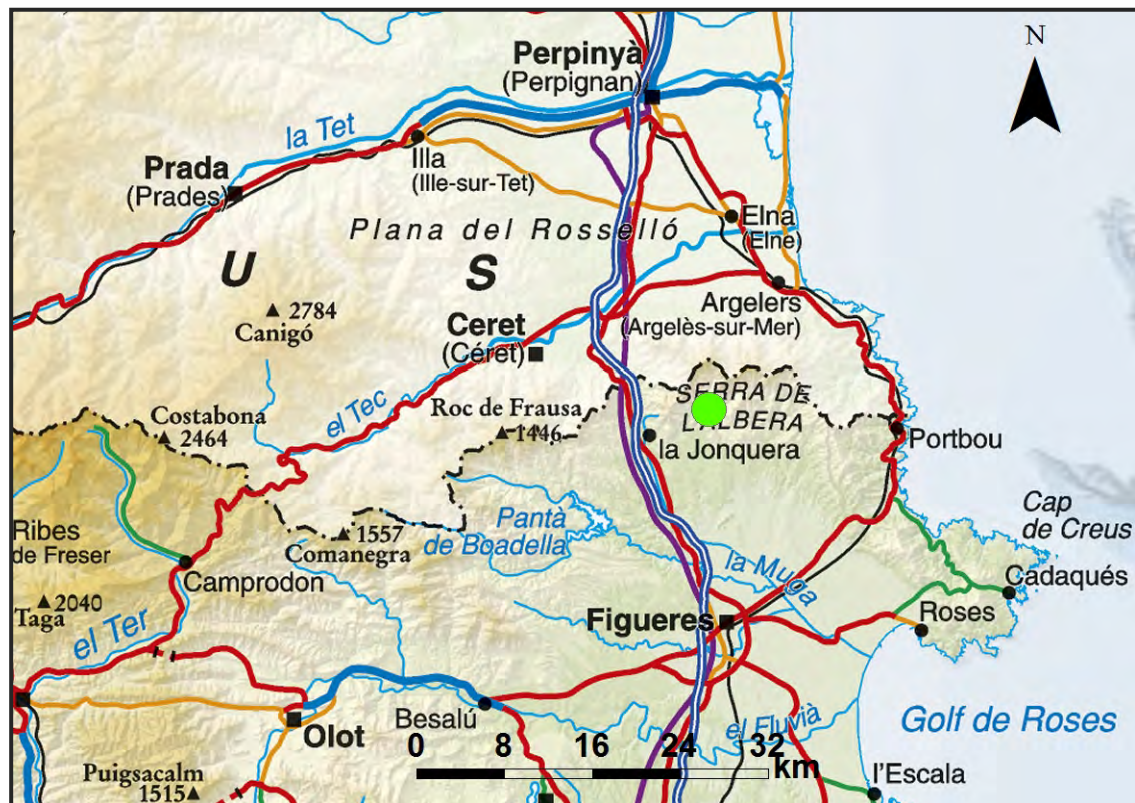 N
Perpinyà
(Perpignan)
la Tet
Prada
(Prades)
Illa
(Ille-sur-Tet)
Elna
(Elne)
Plana del Rosselló
U
S
2784
Canigó
Argelers
(Argelès-sur-Mer)
Ceret
(Céret)
Costabona
2464
el Tec
Roc de Frausa
1446
SERRA DE
L'ALBERA
la Jonquera
Portbou
Ribes
de Freser
1557
Comanegra
Pantà
de Boadella
Cap
de Creus
Camprodon
la Muga
Cadaqués
Taga
2040
Figueres
Roses
el Ter
Besalú
el Fluvià
Golf de Roses
Olot
0 8 16 24 32
km
Puigsacalm
1515
l'Escala